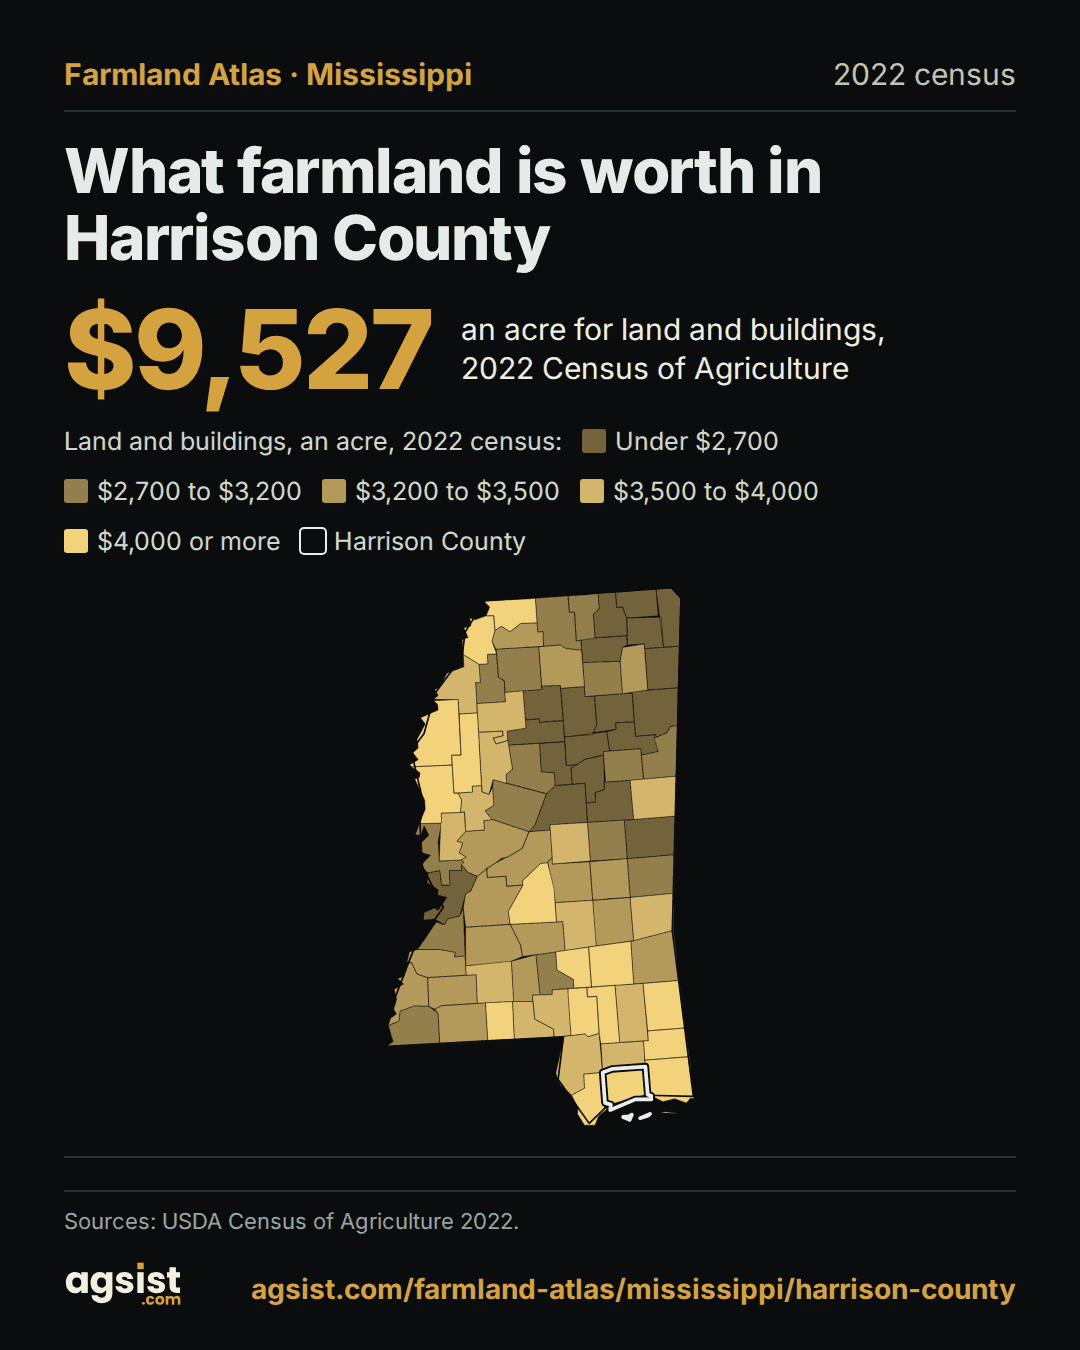 Farmland Atlas · Mississippi
2022 census
What farmland is worth in
Harrison County
$9,527
an acre for land and buildings,
2022 Census of Agriculture
Land and buildings, an acre, 2022 census: Under $2,700
$2,700 to $3,200 $3,200 to $3,500 $3,500 to $4,000
$4,000 or more Harrison County
Sources: USDA Census of Agriculture 2022.
agsist
.com
agsist.com/farmland-atlas/mississippi/harrison-county